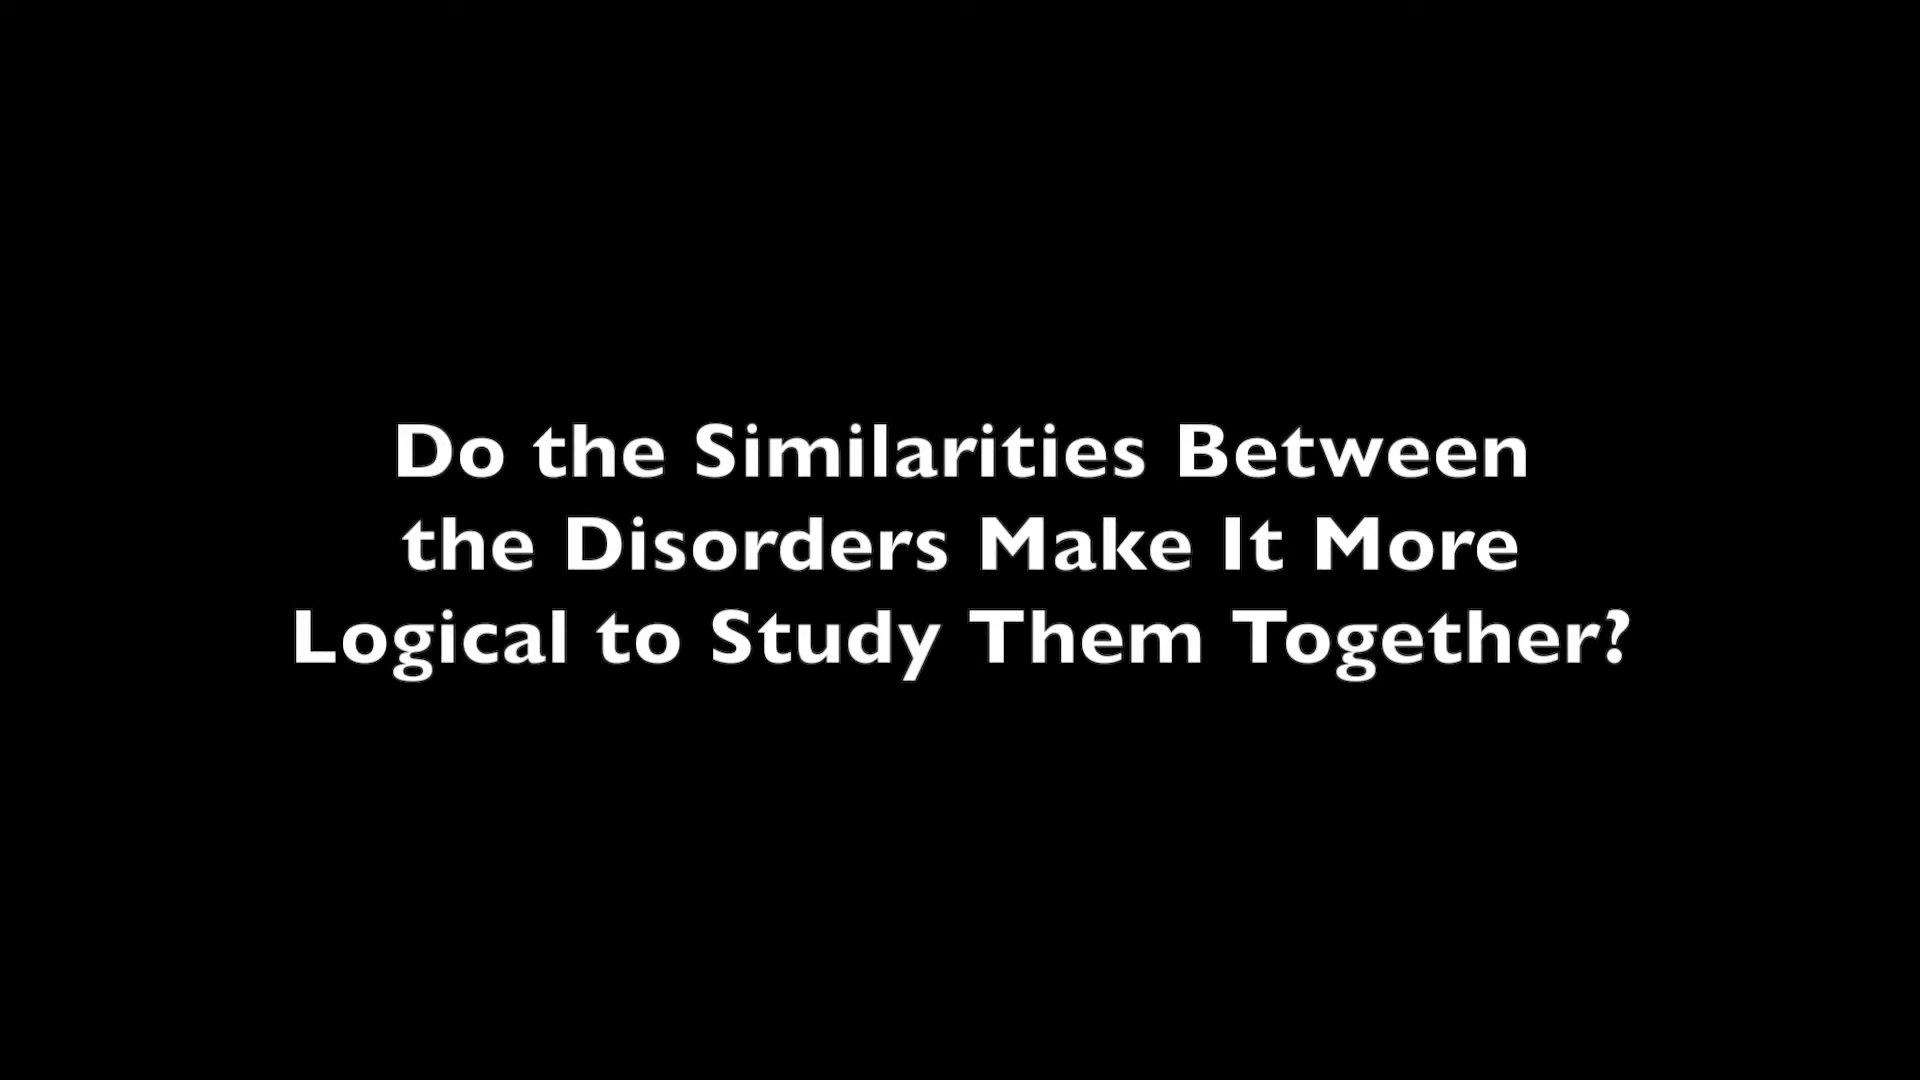 Do the Similarities Between
the Disorders Make It More
Logical to Study Them Together?